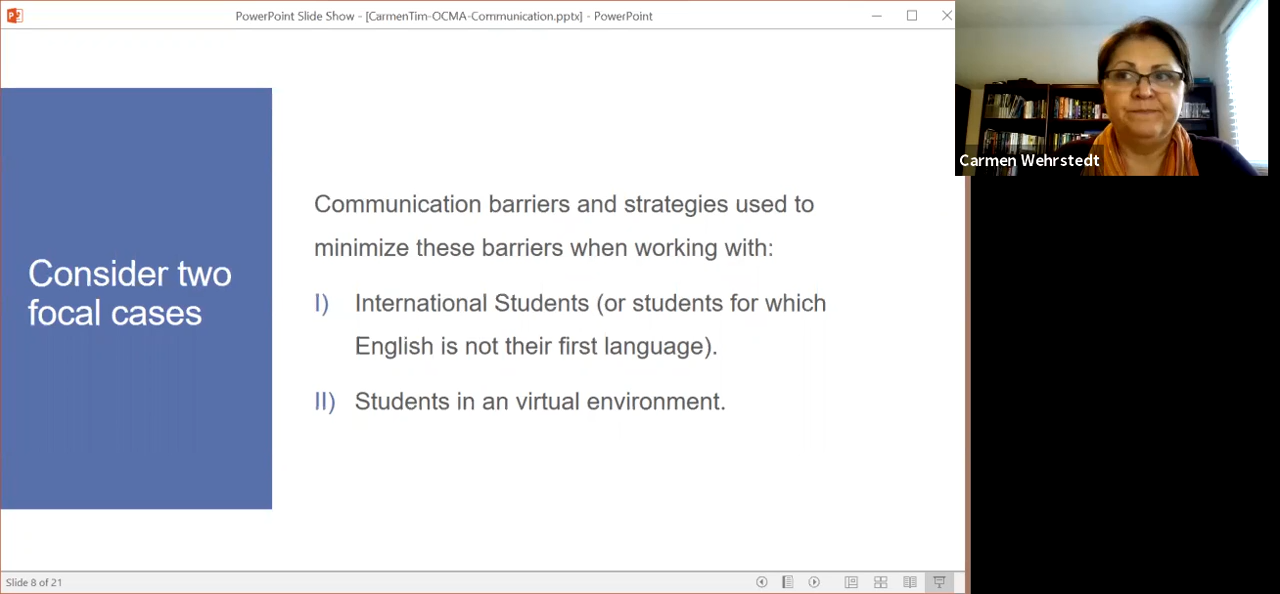 PowerPoint Slide Show - [CarmenTim-OCMA-Communication.pptx] - PowerPoint
Carmen Wehrstedt
Consider two
focal cases
Communication barriers and strategies used to
minimize these barriers when working with:
I) International Students (or students for which
English is not their first language).
II) Students in an virtual environment.
Slide 8 of 21